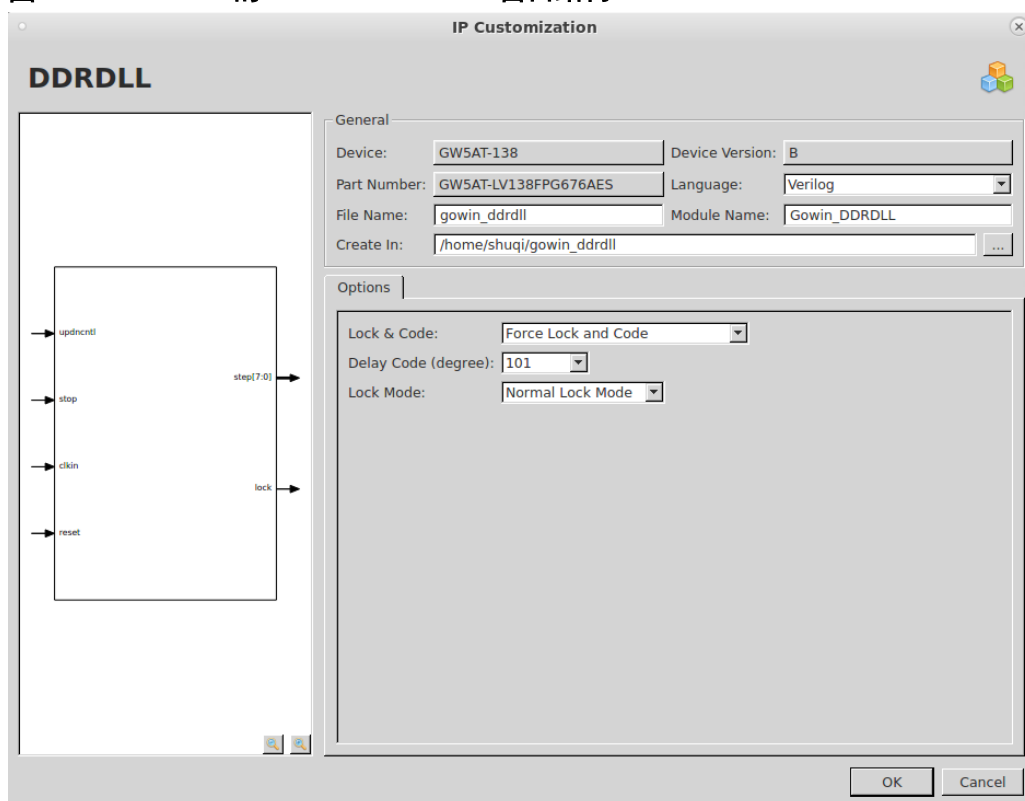 IP Customization
DDRDLL
General
Device: GW5AT-138 Device Version: B
Part Number: GW5AT-LV138FPG676AES Language: Verilog
File Name: gowin_ddrdll Module Name: Gowin_DDRDLL
Create In: /home/shuqi/gowin_ddrdll ...
Options
Lock & Code: Force Lock and Code
Delay Code (degree): 101
Lock Mode: Normal Lock Mode
updncntl
step[7:0]
stop
clkin
lock
reset
OK Cancel